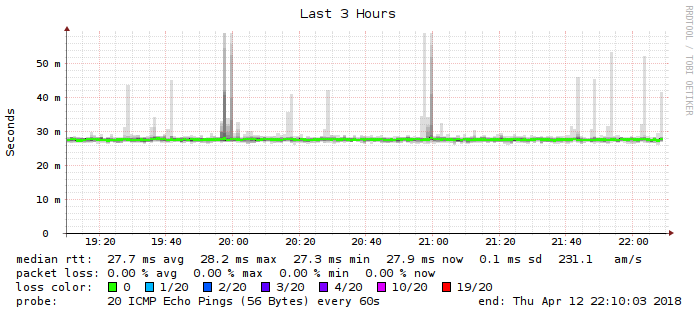 Last 3 Hours
RRDTOOL / TOBI OETIKER
Seconds
50 m
40 m
30 m
20 m
10 m
0
19:20 19:40 20:00 20:20 20:40 21:00 21:20 21:40 22:00
median rtt: 27.7 ms avg 28.2 ms max 27.3 ms min 27.9 ms now 0.1 ms sd 231.1 am/s
packet loss: 0.00 % avg 0.00 % max 0.00 % min 0.00 % now
loss color: 0 1/20 2/20 3/20 4/20 10/20 19/20
probe: 20 ICMP Echo Pings (56 Bytes) every 60s end: Thu Apr 12 22:10:03 2018